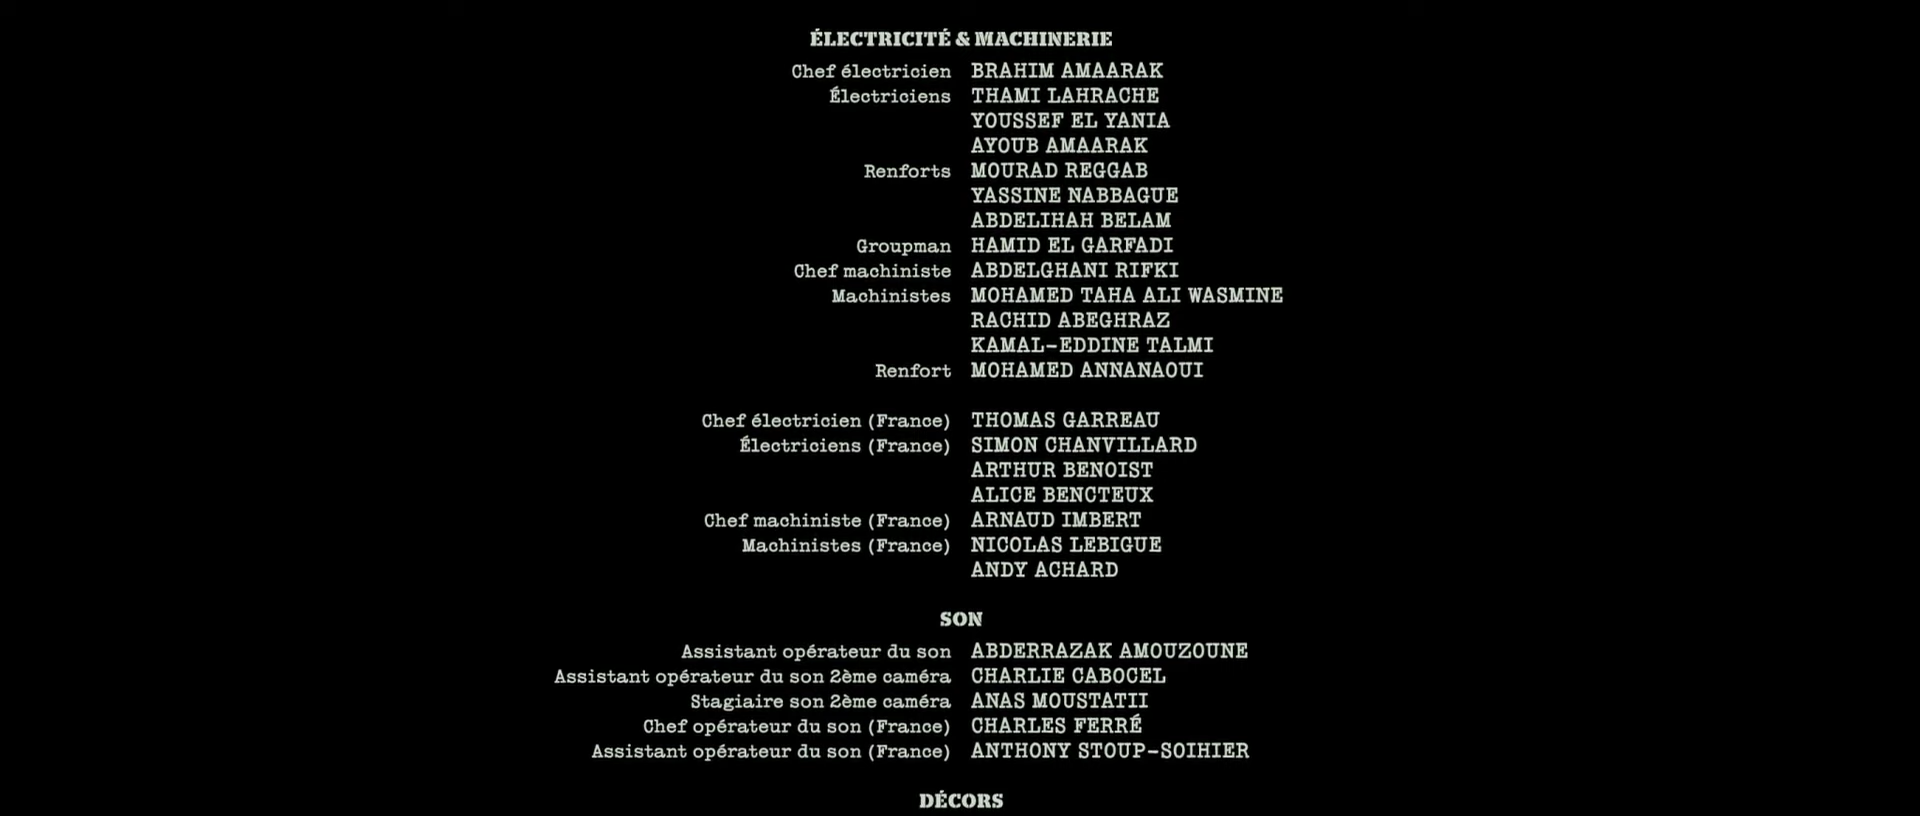 ÉLECTRICITÉ & MACHINERIE
Chef électricien BRAHIM AMAARAK
Électriciens THAMI LAHRACHE
YOUSSEF EL YANIA
AYOUB AMAARAK
Renforts MOURAD REGGAB
YASSINE NABBAGUE
ABDELIHAH BELAM
Groupman HAMID EL GARFADI
Chef machiniste ABDELGHANI RIFKI
Machinistes MOHAMED TAHA ALI WASMINE
RACHID ABEGHRAZ
KAMAL-EDDINE TALMI
Renfort MOHAMED ANNANAOUI
Chef électricien (France) THOMAS GARREAU
Électriciens (France) SIMON CHANVILLARD
ARTHUR BENOIST
ALICE BENCTEUX
Chef machiniste (France) ARNAUD IMBERT
Machinistes (France) NICOLAS LEBIGUE
ANDY ACHARD
SON
Assistant opérateur du son ABDERRAZAK AMOUZOUNE
Assistant opérateur du son 2ème caméra CHARLIE CABOCEL
Stagiaire son 2ème caméra ANAS MOUSTATII
Chef opérateur du son (France) CHARLES FERRÉ
Assistant opérateur du son (France) ANTHONY STOUP-SOIHIER
DÉCORS